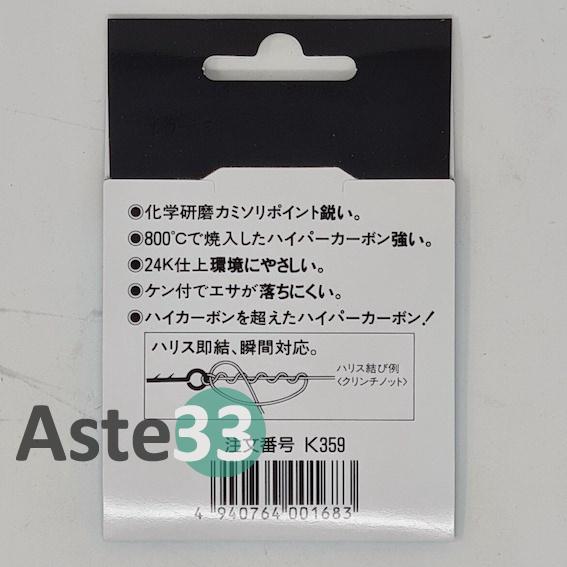 ◉化学研磨カミソリポイント鋭い。
◉800℃で焼入したハイパーカーボン強い。
◉24K仕上環境にやさしい。
◉ケン付でエサが落ちにくい。
◉ハイカーボンを超えたハイパーカーボン!
ハリス即結、瞬間対応。
ハリス結び例
〈クリンチノット〉
Aste33
注文番号 K359
4 940764 001683